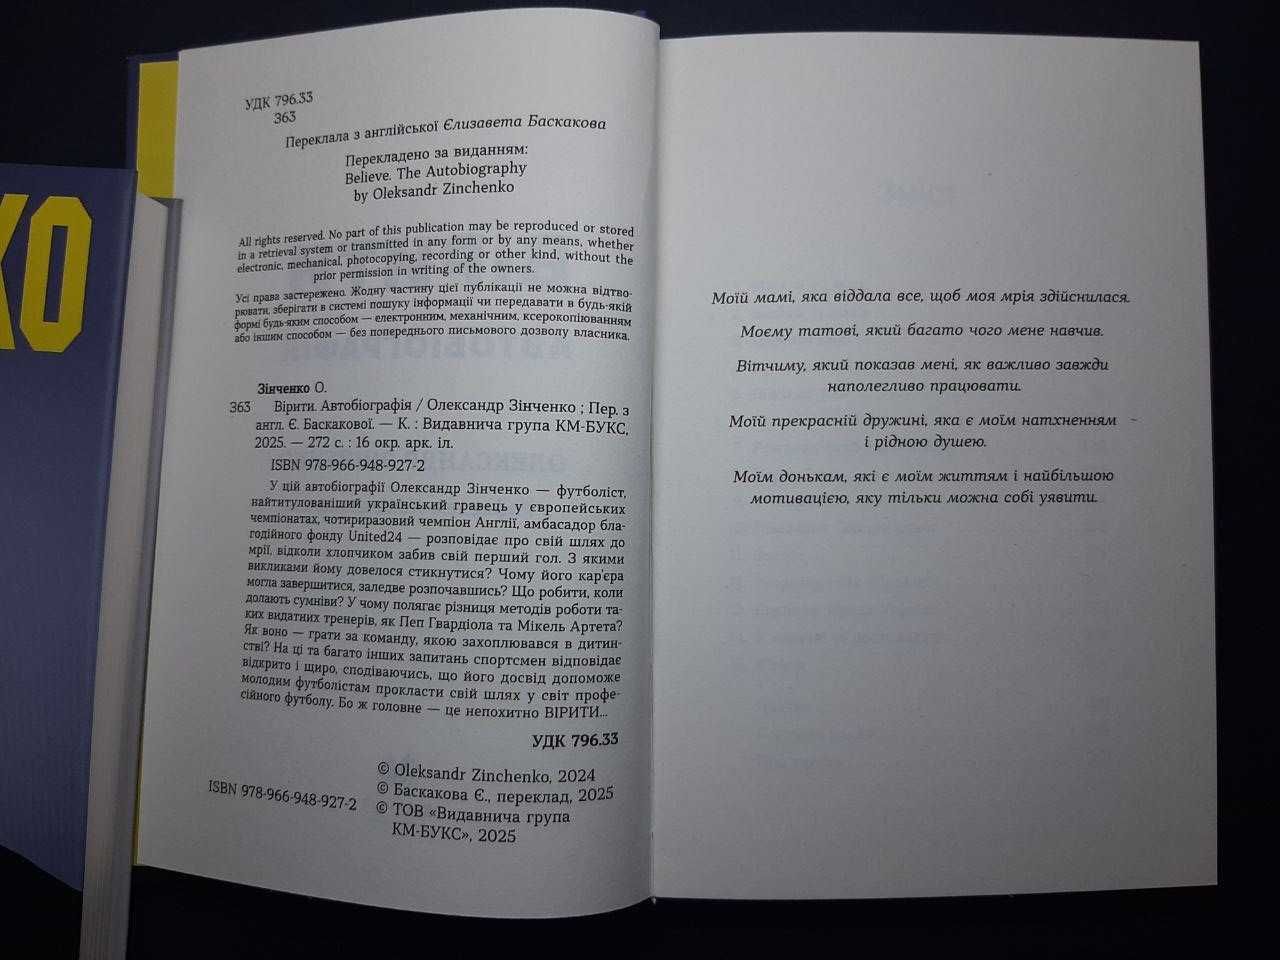 КО
УДК 796.33
З63
Переклала з англійської Єлизавета Баскакова
Перекладено за виданням:
Believe. The Autobiography
by Oleksandr Zinchenko
All rights reserved. No part of this publication may be reproduced or stored
in a retrieval system or transmitted in any form or by any means, whether
electronic, mechanical, photocopying, recording or other kind, without the
prior permission in writing of the owners.
Усі права застережено. Жодну частину цієї публікації не можна відтво-
рювати, зберігати в системі пошуку інформації чи передавати в будь-якій
формі будь-яким способом — електронним, механічним, ксерокопіюванням
або іншим способом — без попереднього письмового дозволу власника.
Зінченко О.
З63 Вірити. Автобіографія / Олександр Зінченко ; Пер. з
англ. Є. Баскакової. — К. : Видавнича група КМ-БУКС,
2025. — 272 с. : 16 окр. арк. іл.
ISBN 978-966-948-927-2
У цій автобіографії Олександр Зінченко — футболіст,
найтитулованіший український гравець у європейських
чемпіонатах, чотириразовий чемпіон Англії, амбасадор бла-
годійного фонду United24 — розповідає про свій шлях до
мрії, відколи хлопчиком забив свій перший гол. З якими
викликами йому довелося стикнутися? Чому його кар'єра
могла завершитися, заледве розпочавшись? Що робити, коли
долають сумніви? У чому полягає різниця методів роботи та-
ких видатних тренерів, як Пеп Гвардіола та Мікель Артета?
Як воно — грати за команду, якою захоплювався в дитин-
стві? На ці та багато інших запитань спортсмен відповідає
відкрито і щиро, сподіваючись, що його досвід допоможе
молодим футболістам прокласти свій шлях у світ профе-
сійного футболу. Бо ж головне — це непохитно ВІРИТИ...
УДК 796.33
© Oleksandr Zinchenko, 2024
© Баскакова Є., переклад, 2025
© ТОВ «Видавнича група
КМ-БУКС», 2025
ISBN 978-966-948-927-2
Моїй мамі, яка віддала все, щоб моя мрія здійснилася.
Моєму татові, який багато чого мене навчив.
Вітчиму, який показав мені, як важливо завжди
наполегливо працювати.
Моїй прекрасній дружині, яка є моїм натхненням
і рідною душею.
Моїм донькам, які є моїм життям і найбільшою
мотивацією, яку тільки можна собі уявити.